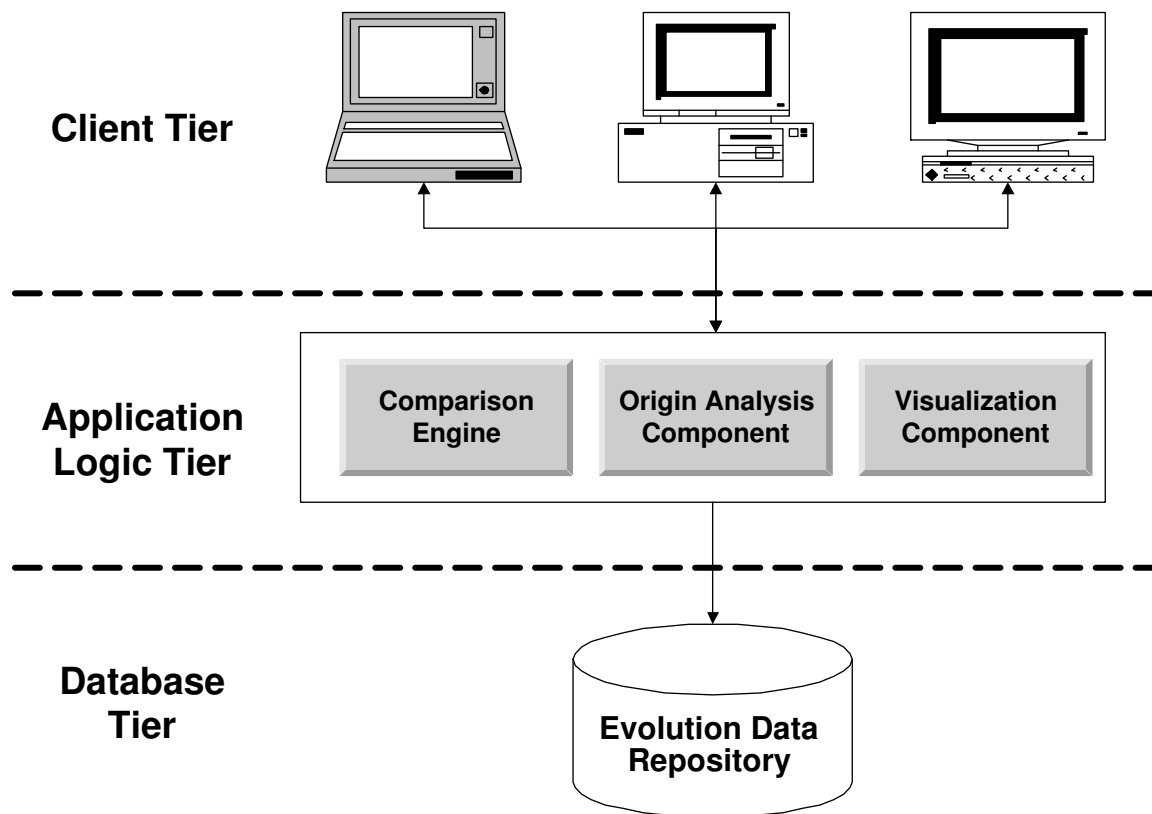 Client Tier
Application
Logic Tier
Comparison
Engine
Origin Analysis
Component
Visualization
Component
Database
Tier
Evolution Data
Repository